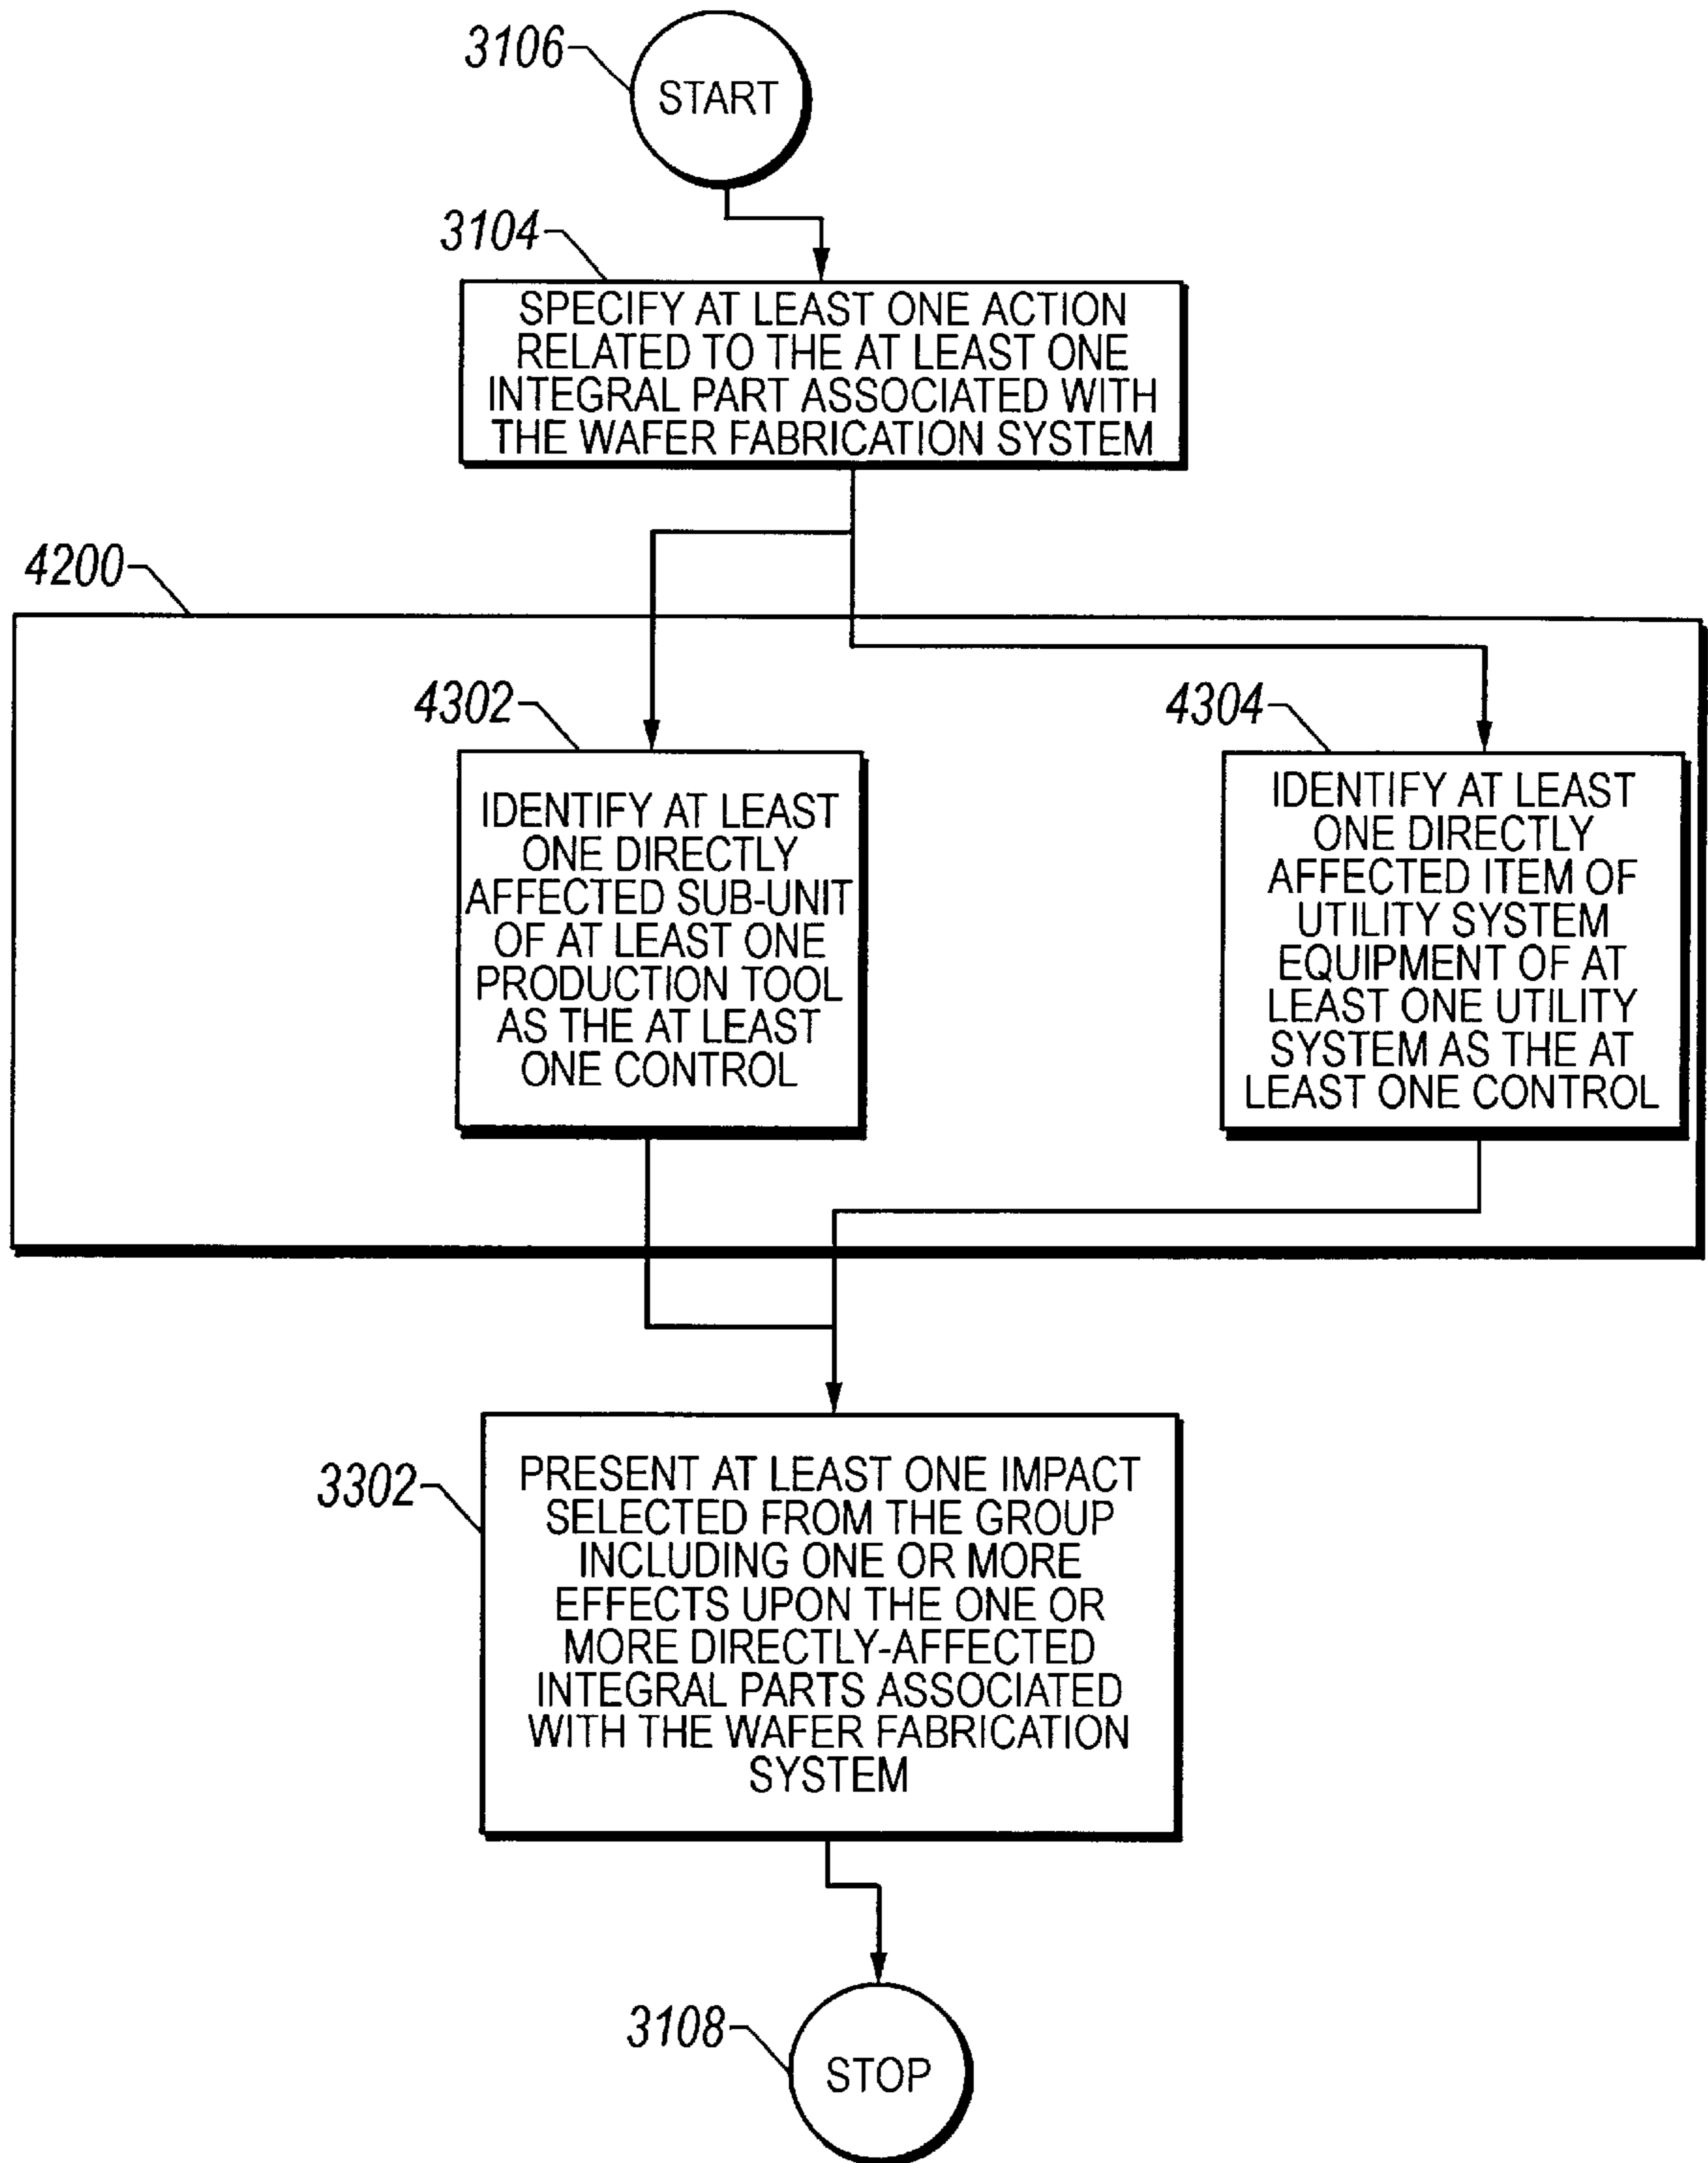 3106
START
3104
SPECIFY AT LEAST ONE ACTION
RELATED TO THE AT LEAST ONE
INTEGRAL PART ASSOCIATED WITH
THE WAFER FABRICATION SYSTEM
4200
4302
IDENTIFY AT LEAST
ONE DIRECTLY
AFFECTED SUB-UNIT
OF AT LEAST ONE
PRODUCTION TOOL
AS THE AT LEAST
ONE CONTROL
4304
IDENTIFY AT LEAST
ONE DIRECTLY
AFFECTED ITEM OF
UTILITY SYSTEM
EQUIPMENT OF AT
LEAST ONE UTILITY
SYSTEM AS THE AT
LEAST ONE CONTROL
3302
PRESENT AT LEAST ONE IMPACT
SELECTED FROM THE GROUP
INCLUDING ONE OR MORE
EFFECTS UPON THE ONE OR
MORE DIRECTLY-AFFECTED
INTEGRAL PARTS ASSOCIATED
WITH THE WAFER FABRICATION
SYSTEM
3108
STOP